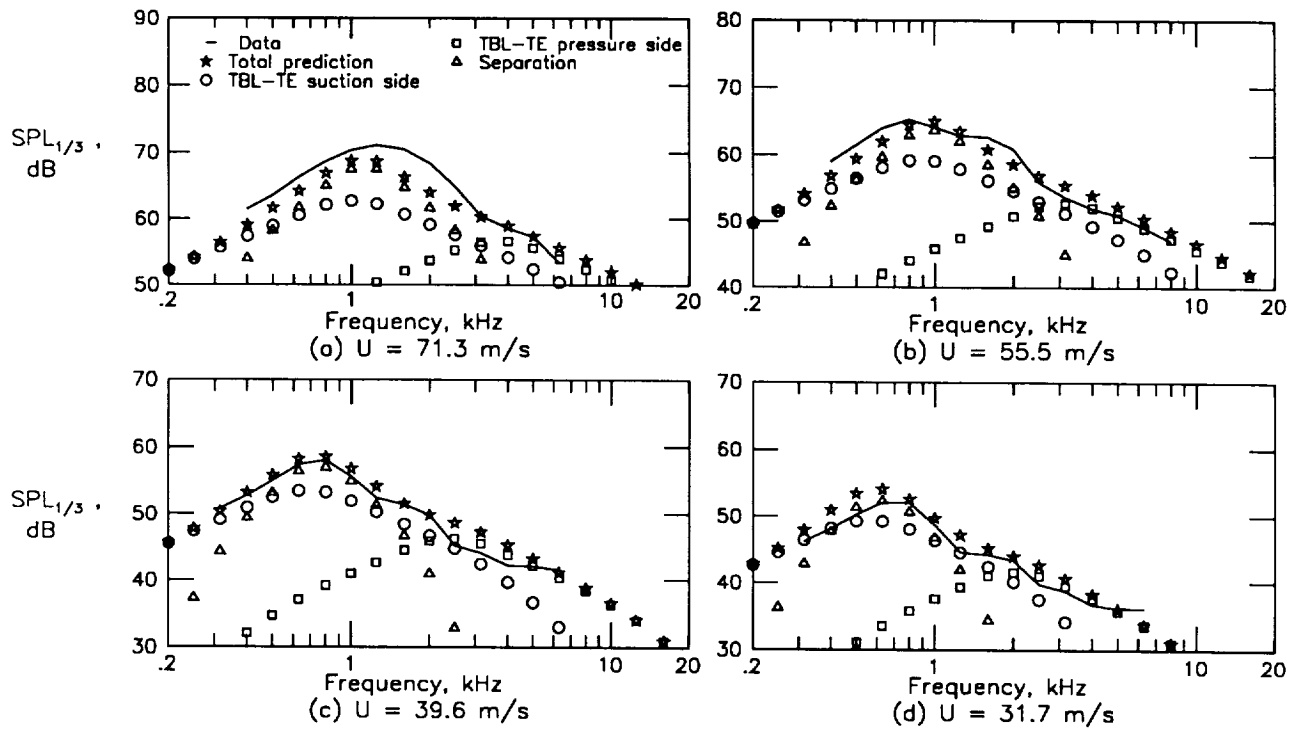 90
80
70
60
50
SPL1/3 ,
dB
— Data
★ Total prediction
○ TBL–TE suction side
□ TBL–TE pressure side
△ Separation
.2 1 10 20
Frequency, kHz
(a) U = 71.3 m/s
80
70
60
50
40
.2 1 10 20
Frequency, kHz
(b) U = 55.5 m/s
70
60
50
40
30
SPL1/3 ,
dB
.2 1 10 20
Frequency, kHz
(c) U = 39.6 m/s
70
60
50
40
30
.2 1 10 20
Frequency, kHz
(d) U = 31.7 m/s